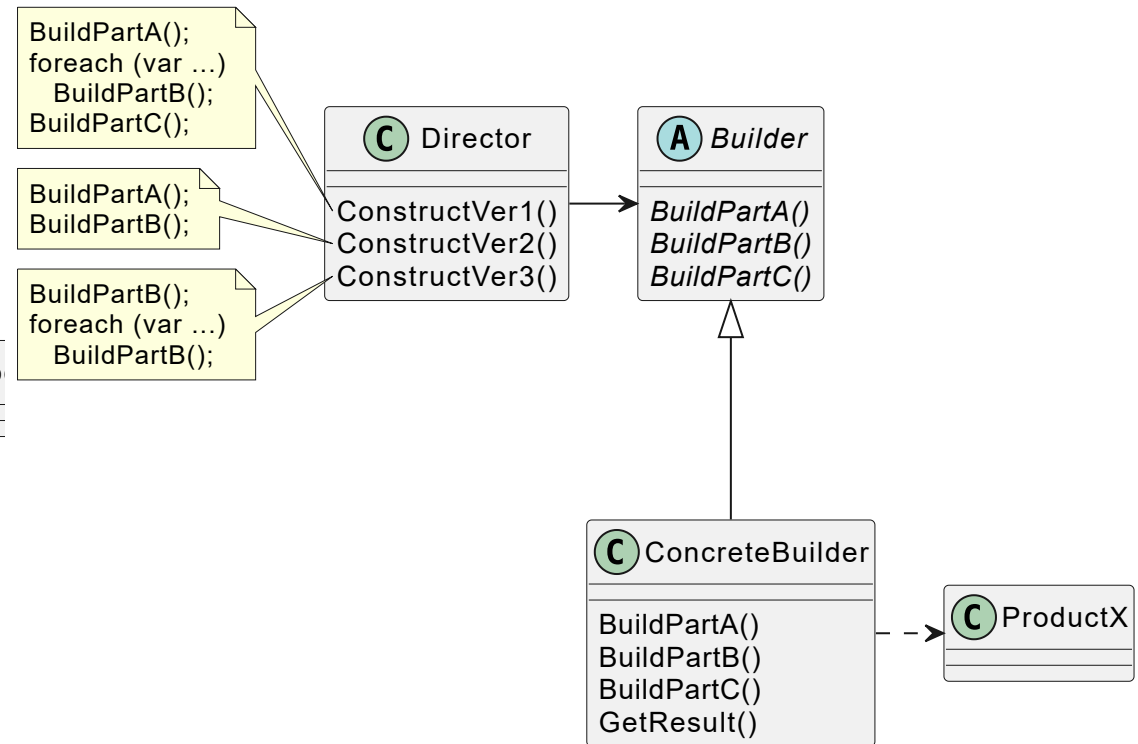 BuildPartA();
foreach (var ...)
BuildPartB();
BuildPartC();
BuildPartA();
BuildPartB();
BuildPartB();
foreach (var ...)
BuildPartB();
C Director
ConstructVer1()
ConstructVer2()
ConstructVer3()
A Builder
BuildPartA()
BuildPartB()
BuildPartC()
C ConcreteBuilder
BuildPartA()
BuildPartB()
BuildPartC()
GetResult()
C ProductX